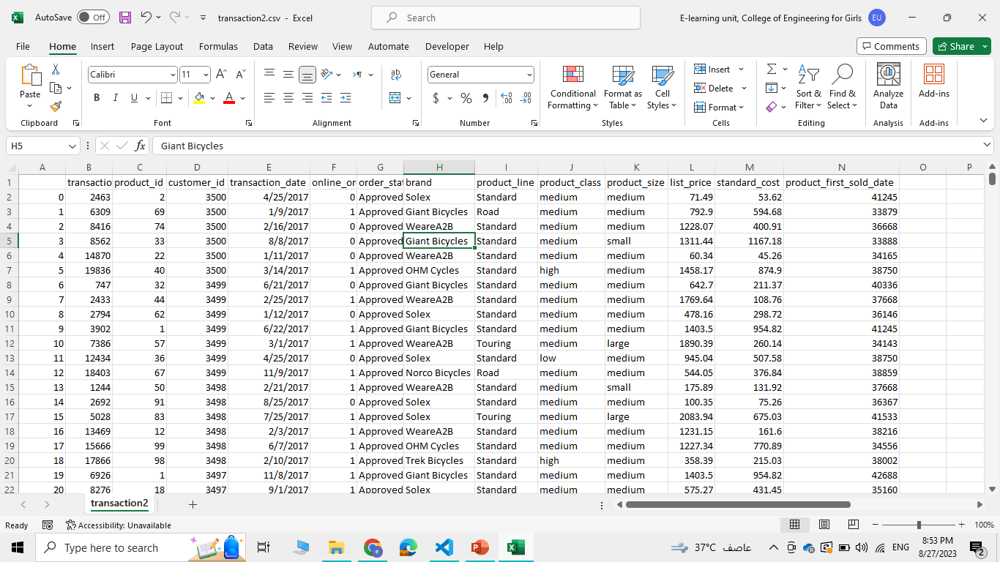 AutoSave Off transaction2.csv - Excel Search E-learning unit, College of Engineering for Girls EU
File Home Insert Page Layout Formulas Data Review View Automate Developer Help Comments Share
Calibri 11 General Insert Delete Format
Paste B I U $ % Conditional Formatting Format as Table Cell Styles Sort & Filter Find & Select Analyze Data Add-ins
Clipboard Font Alignment Number Styles Cells Editing Analysis Add-ins
H5 fx Giant Bicycles
A B C D E F G H I J K L M N O P
1 transactio product_id customer_id transaction_date online_or order_stat brand product_line product_class product_size list_price standard_cost product_first_sold_date
2 0 2463 2 3500 4/25/2017 0 Approved Solex Standard medium medium 71.49 53.62 41245
3 1 6309 69 3500 1/9/2017 1 Approved Giant Bicycles Road medium medium 792.9 594.68 33879
4 2 8416 74 3500 2/16/2017 0 Approved WeareA2B Standard medium medium 1228.07 400.91 36668
5 3 8562 33 3500 8/8/2017 0 Approved Giant Bicycles Standard medium small 1311.44 1167.18 33888
6 4 14870 22 3500 1/11/2017 0 Approved WeareA2B Standard medium medium 60.34 45.26 34165
7 5 19836 40 3500 3/14/2017 1 Approved OHM Cycles Standard high medium 1458.17 874.9 38750
8 6 747 32 3499 6/21/2017 0 Approved Giant Bicycles Standard medium medium 642.7 211.37 40336
9 7 2433 44 3499 2/25/2017 1 Approved WeareA2B Standard medium medium 1769.64 108.76 37668
10 8 2794 62 3499 1/12/2017 0 Approved Solex Standard medium medium 478.16 298.72 36146
11 9 3902 1 3499 6/22/2017 1 Approved Giant Bicycles Standard medium medium 1403.5 954.82 41245
12 10 7386 57 3499 3/1/2017 1 Approved WeareA2B Touring medium large 1890.39 260.14 34143
13 11 12434 36 3499 4/25/2017 0 Approved Solex Standard low medium 945.04 507.58 38750
14 12 18403 67 3499 11/9/2017 1 Approved Norco Bicycles Road medium medium 544.05 376.84 38859
15 13 1244 50 3498 2/21/2017 1 Approved WeareA2B Standard medium small 175.89 131.92 37668
16 14 2692 91 3498 8/25/2017 0 Approved Solex Standard medium medium 100.35 75.26 36367
17 15 5028 83 3498 7/25/2017 1 Approved Solex Touring medium large 2083.94 675.03 41533
18 16 13469 12 3498 2/3/2017 1 Approved WeareA2B Standard medium medium 1231.15 161.6 38216
19 17 15666 99 3498 6/7/2017 1 Approved OHM Cycles Standard medium medium 1227.34 770.89 34556
20 18 17866 98 3498 2/10/2017 1 Approved Trek Bicycles Standard high medium 358.39 215.03 38002
21 19 6926 1 3497 11/8/2017 1 Approved Giant Bicycles Standard medium medium 1403.5 954.82 42688
22 20 8276 18 3497 9/1/2017 1 Approved Solex Standard medium medium 575.27 431.45 35160
transaction2
Ready Accessibility: Unavailable 100%
Type here to search 37°C عاصف ENG 8:53 PM
8/27/2023 2